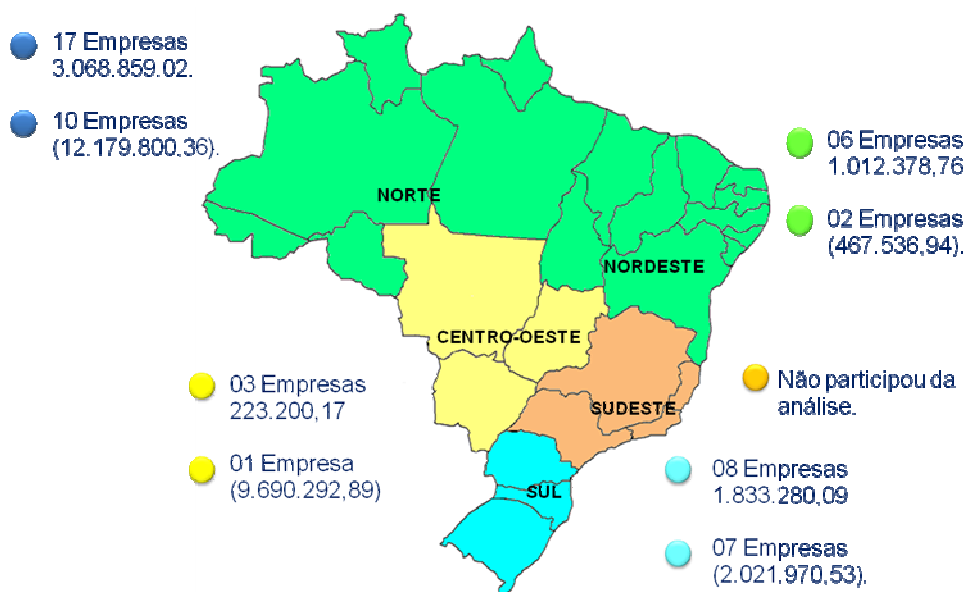 17 Empresas
3.068.859.02.
10 Empresas
(12.179.800,36).
06 Empresas
1.012.378,76
02 Empresas
(467.536,94).
NORTE
NORDESTE
CENTRO-OESTE
03 Empresas
223.200,17
Não participou da
análise.
SUDESTE
01 Empresa
(9.690.292,89)
08 Empresas
1.833.280,09
SUL
07 Empresas
(2.021.970,53).